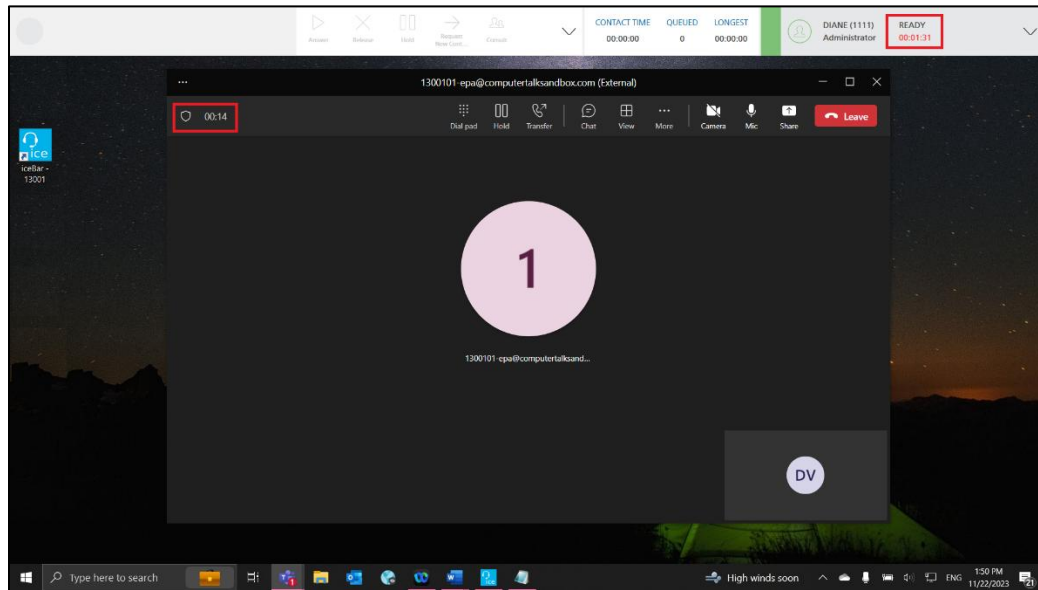 CONTACT TIME QUEUED LONGEST
00:00:00 0 00:00:00
DIANE (1111) READY
Administrator 00:01:31
Answer Release Hold Request
New Cont... Consult
... 1300101-epa@computertalksandbox.com (External)
00:14
Dial pad Hold Transfer Chat View More Camera Mic Share Leave
ice
iceBar -
13001
1
1300101-epa@computertalksand...
DV
Type here to search
High winds soon ENG 1:50 PM
11/22/2023 21